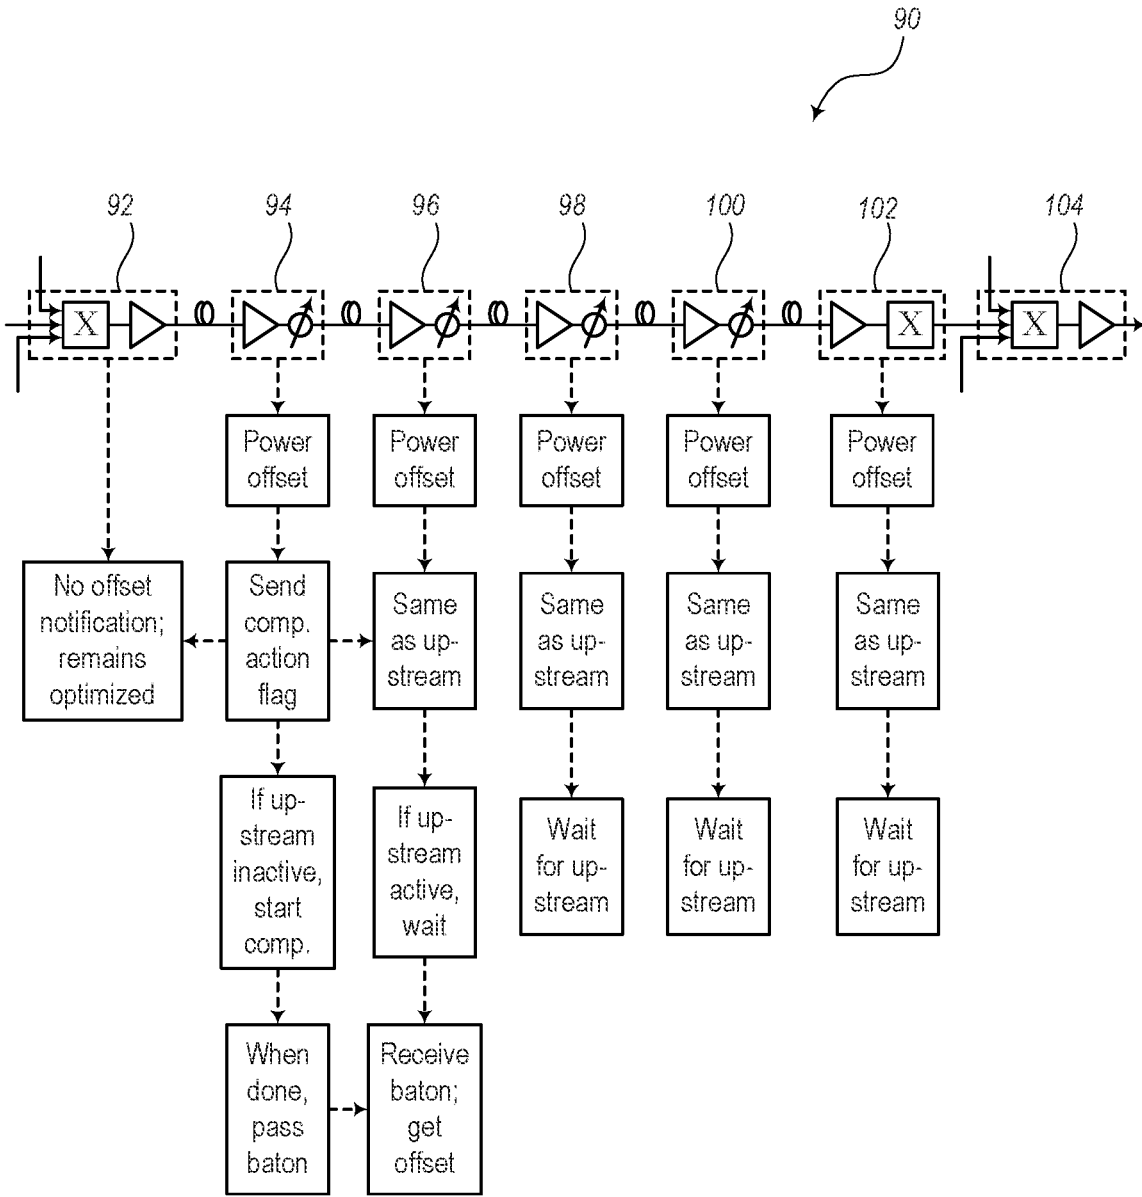 90
92
94
96
98
100
102
104
X
X
X
Power
offset
Power
offset
Power
offset
Power
offset
Power
offset
No offset
notification;
remains
optimized
Send
comp.
action
flag
Same
as up-
stream
Same
as up-
stream
Same
as up-
stream
Same
as up-
stream
If up-
stream
inactive,
start
comp.
If up-
stream
active,
wait
Wait
for up-
stream
Wait
for up-
stream
Wait
for up-
stream
When
done,
pass
baton
Receive
baton;
get
offset